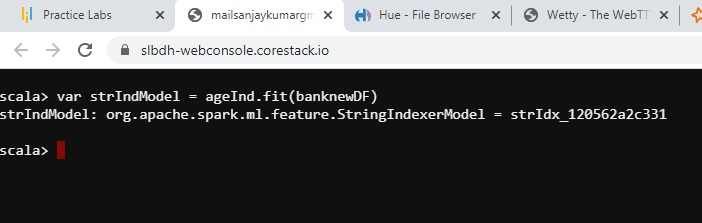 Practice Labs
mailsanjaykumargm
Hue - File Browser
Wetty - The WebTT
slbdh-webconsole.corestack.io
scala> var strIndModel = ageInd.fit(banknewDF)
strIndModel: org.apache.spark.ml.feature.StringIndexerModel = strIdx_120562a2c331
scala>